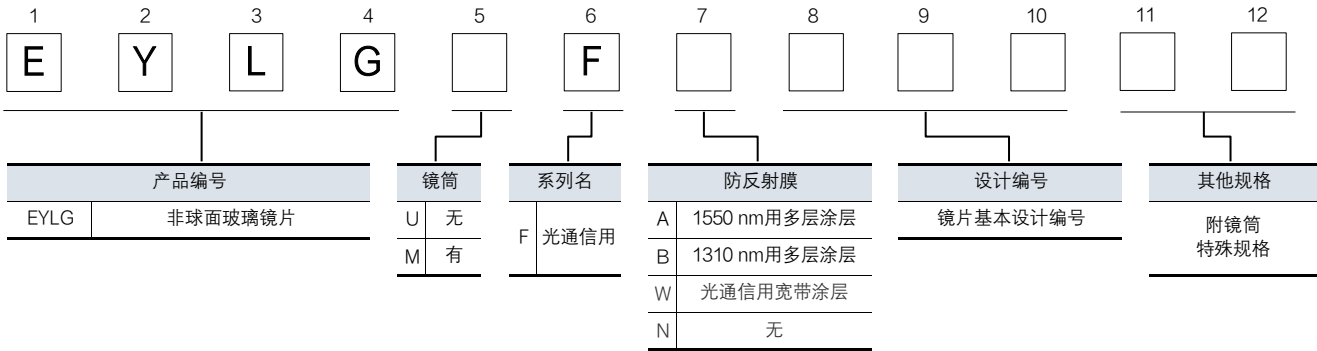 1 2 3 4 5 6 7 8 9 10 11 12
E Y L G F
产品编号 镜筒 系列名 防反射膜 设计编号 其他规格
EYLG 非球面玻璃镜片 U 无 F 光通信用 A 1550 nm用多层涂层 镜片基本设计编号 附镜筒
特殊规格
M 有 B 1310 nm用多层涂层
W 光通信用宽带涂层
N 无